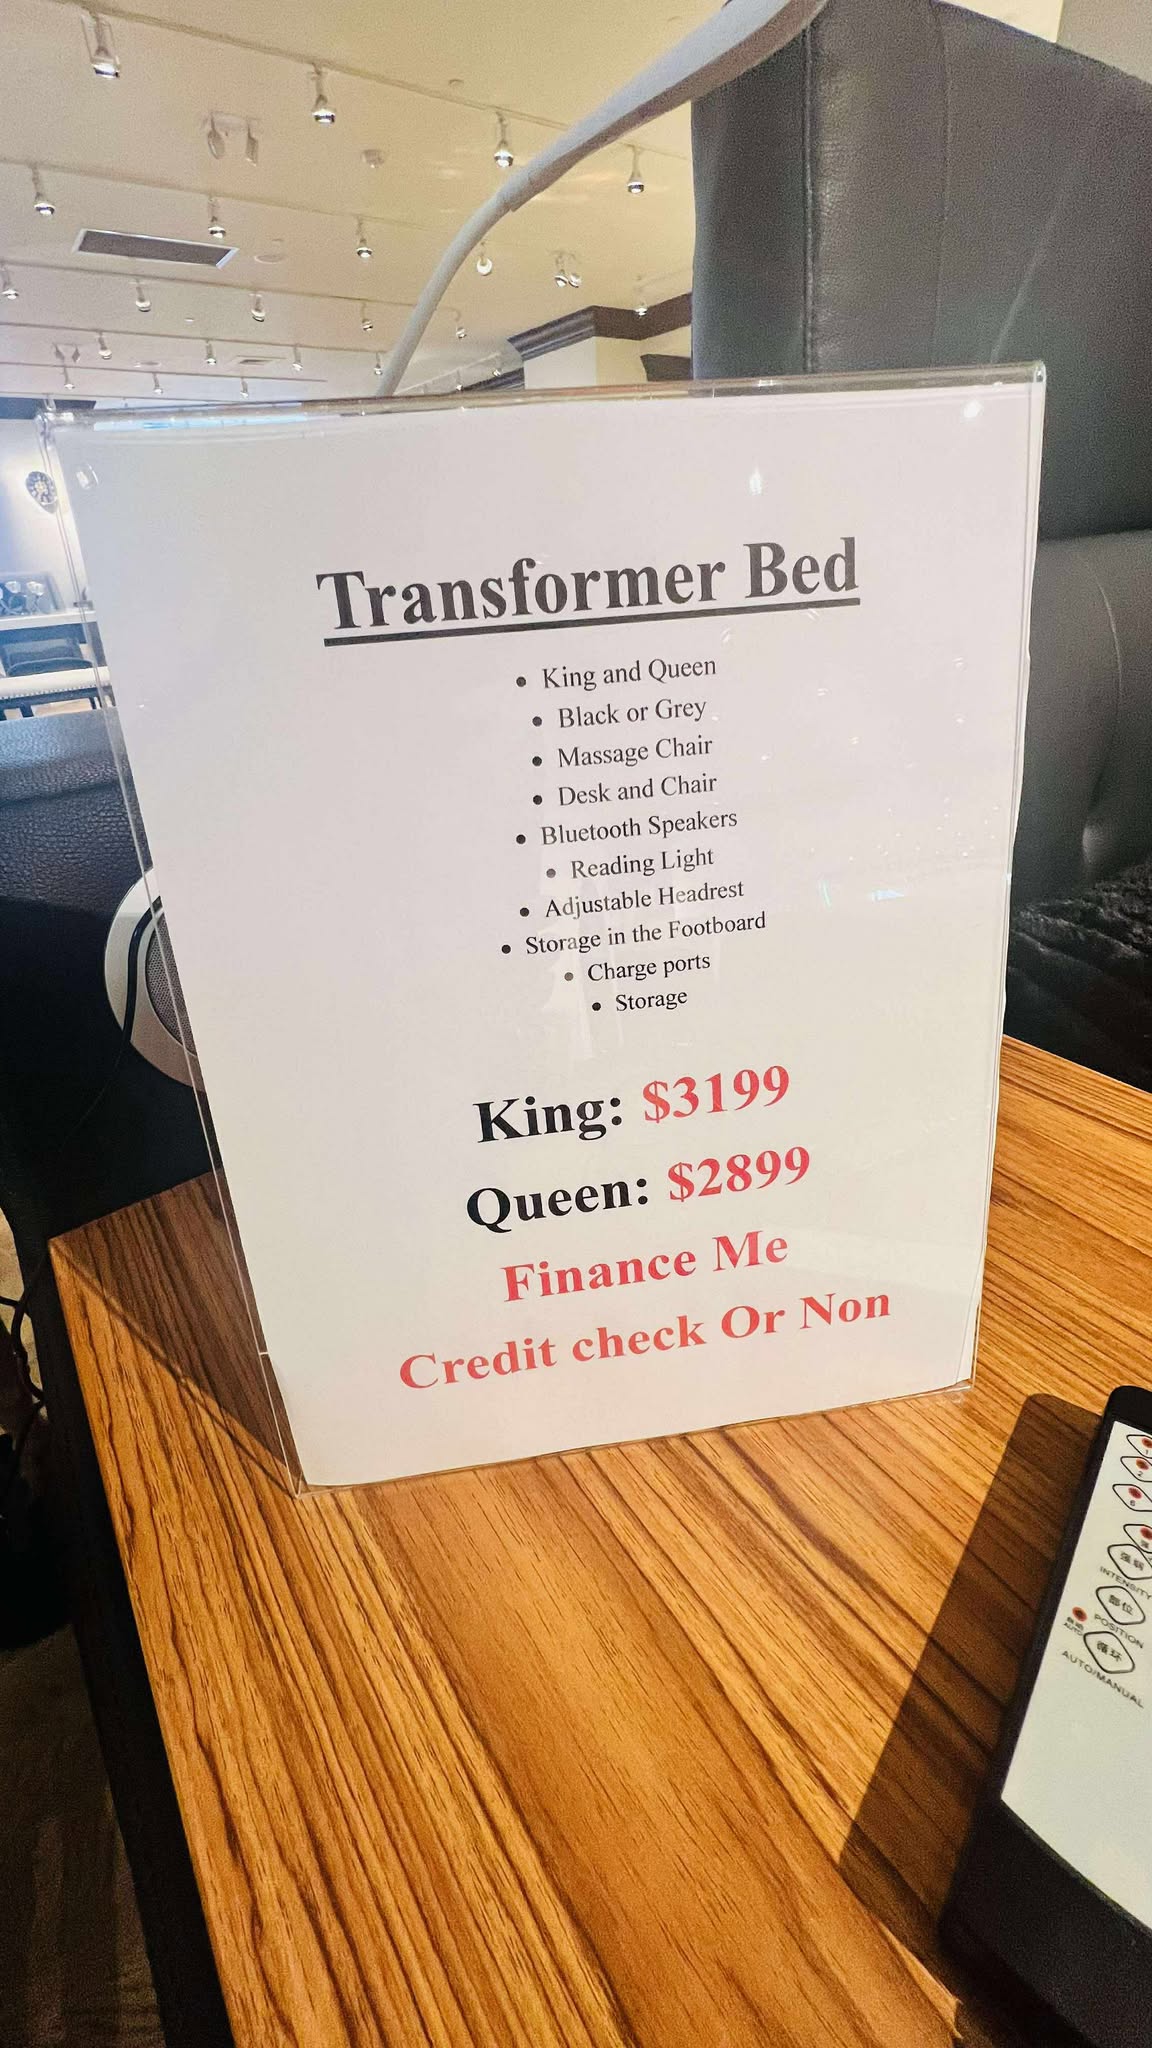 Transformer Bed
• King and Queen
• Black or Grey
• Massage Chair
• Desk and Chair
• Bluetooth Speakers
• Reading Light
• Adjustable Headrest
• Storage in the Footboard
• Charge ports
• Storage
King: $3199
Queen: $2899
Finance Me
Credit check Or Non
强弱
INTENSITY
部位
POSITION
AUTO
循环
AUTO/MANUAL